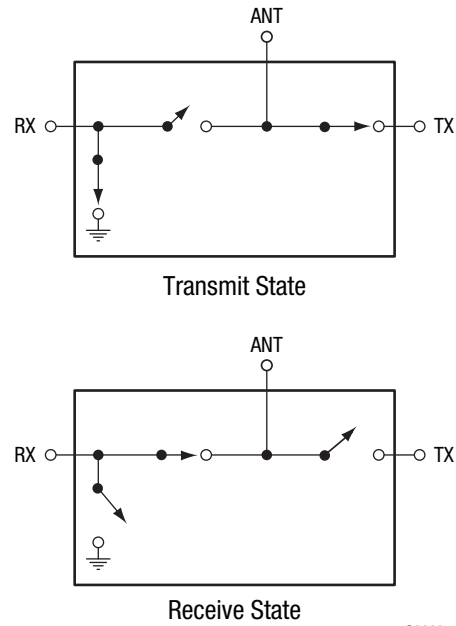 ANT
RX
TX
Transmit State
ANT
RX
TX
Receive State